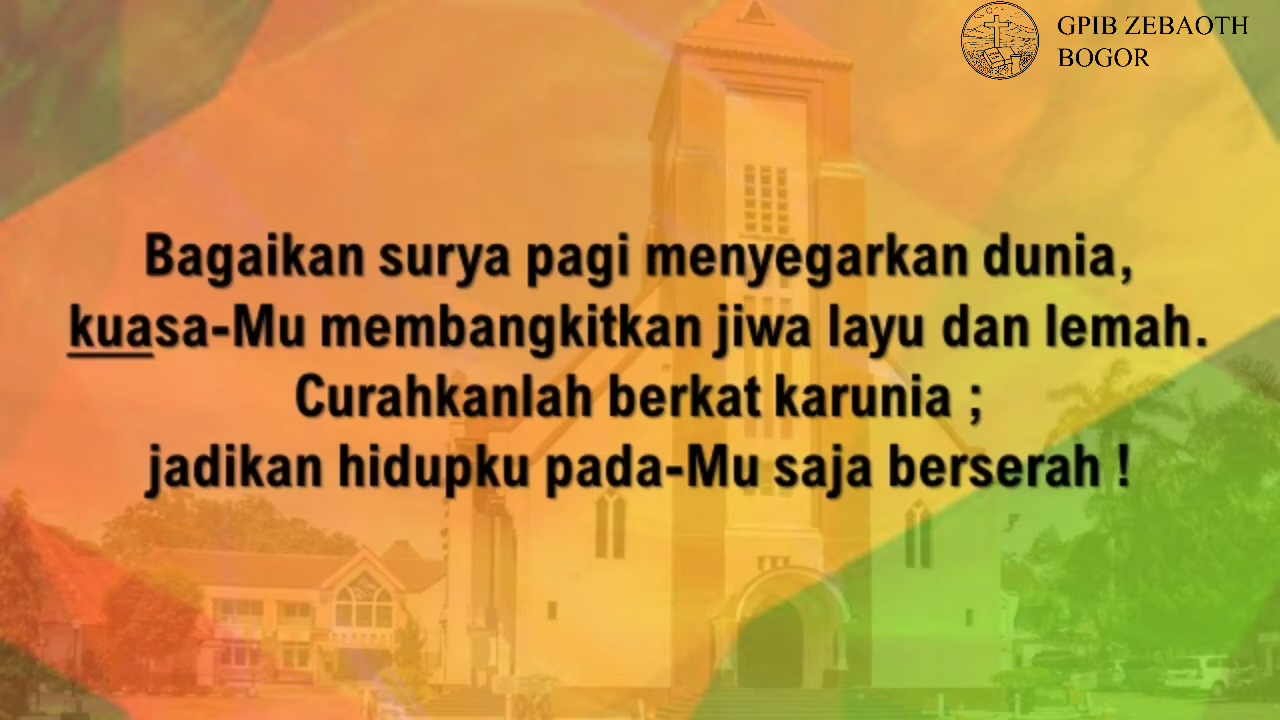 GPIB ZEBAOTH
BOGOR
Bagaikan surya pagi menyegarkan dunia,
kuasa-Mu membangkitkan jiwa layu dan lemah.
Curahkanlah berkat karunia ;
jadikan hidupku pada-Mu saja berserah !